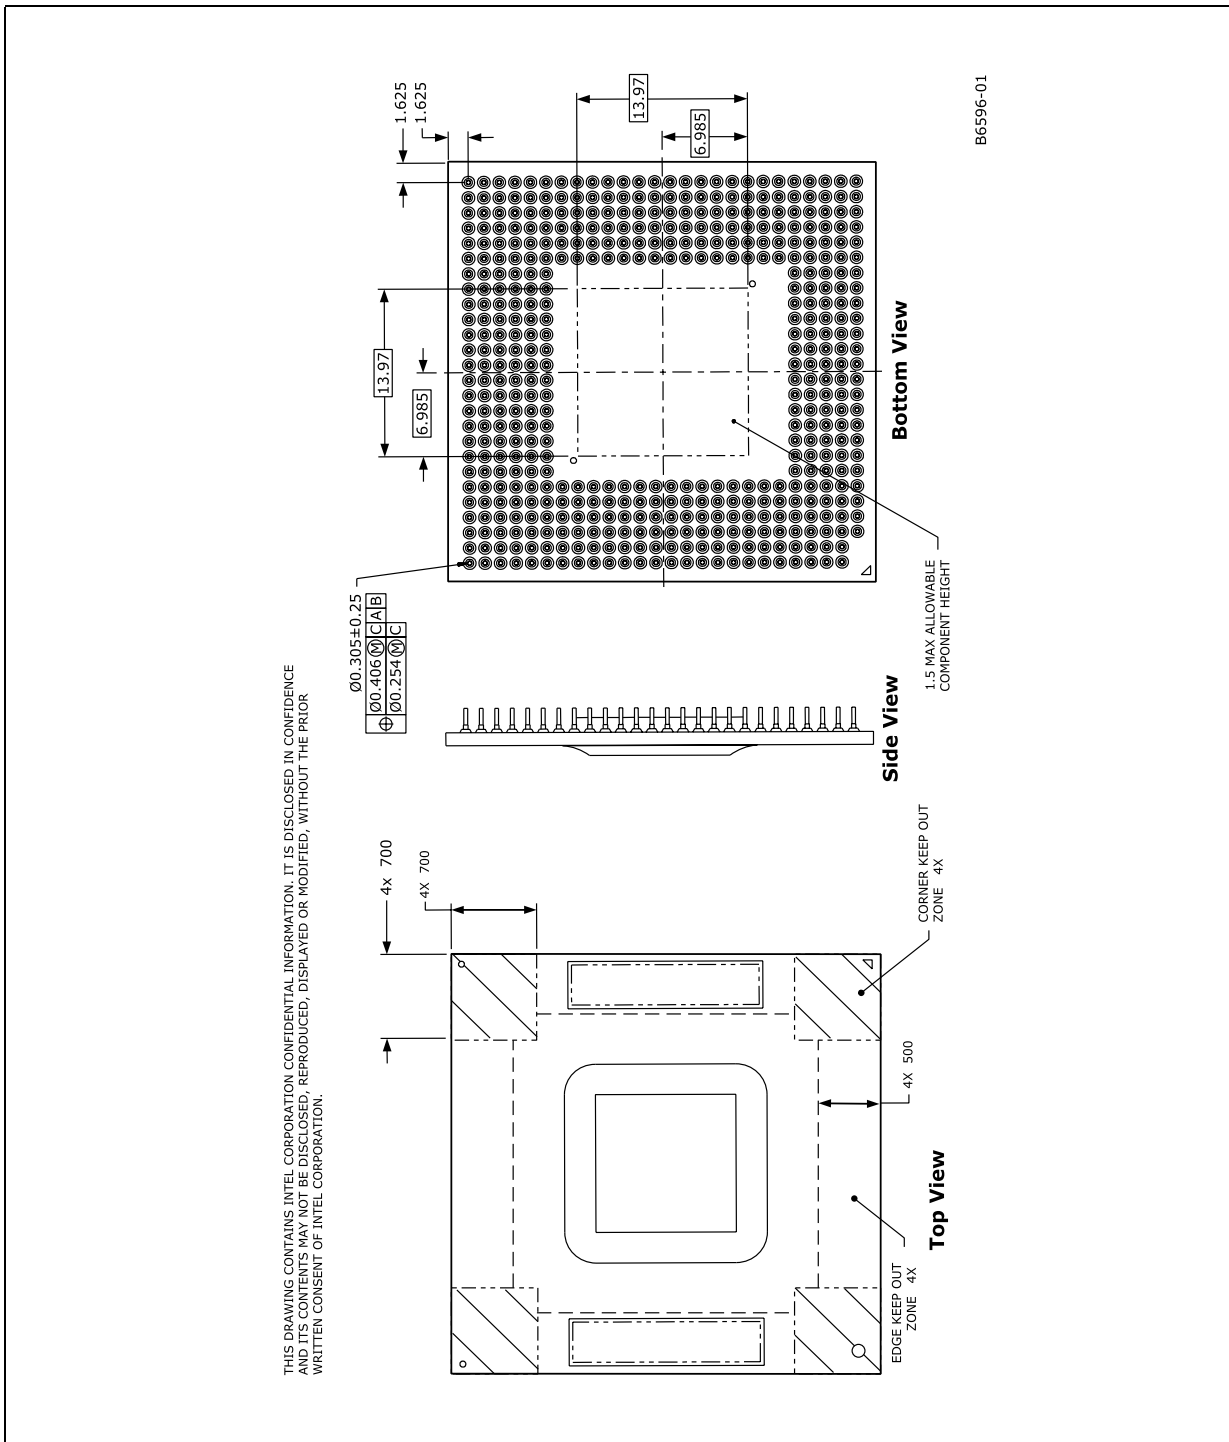 THIS DRAWING CONTAINS INTEL CORPORATION CONFIDENTIAL INFORMATION. IT IS DISCLOSED IN CONFIDENCE
AND ITS CONTENTS MAY NOT BE DISCLOSED, REPRODUCED, DISPLAYED OR MODIFIED, WITHOUT THE PRIOR
WRITTEN CONSENT OF INTEL CORPORATION.
4x 700
4X 700
EDGE KEEP OUT
ZONE 4X
4X 500
CORNER KEEP OUT
ZONE 4X
Top View
Side View
Ø0.305±0.25
Ø0.406 Ⓜ C A B
Ø0.254 Ⓜ C
6.985
13.97
1.625
1.625
6.985
13.97
1.5 MAX ALLOWABLE
COMPONENT HEIGHT
Bottom View
B6596-01